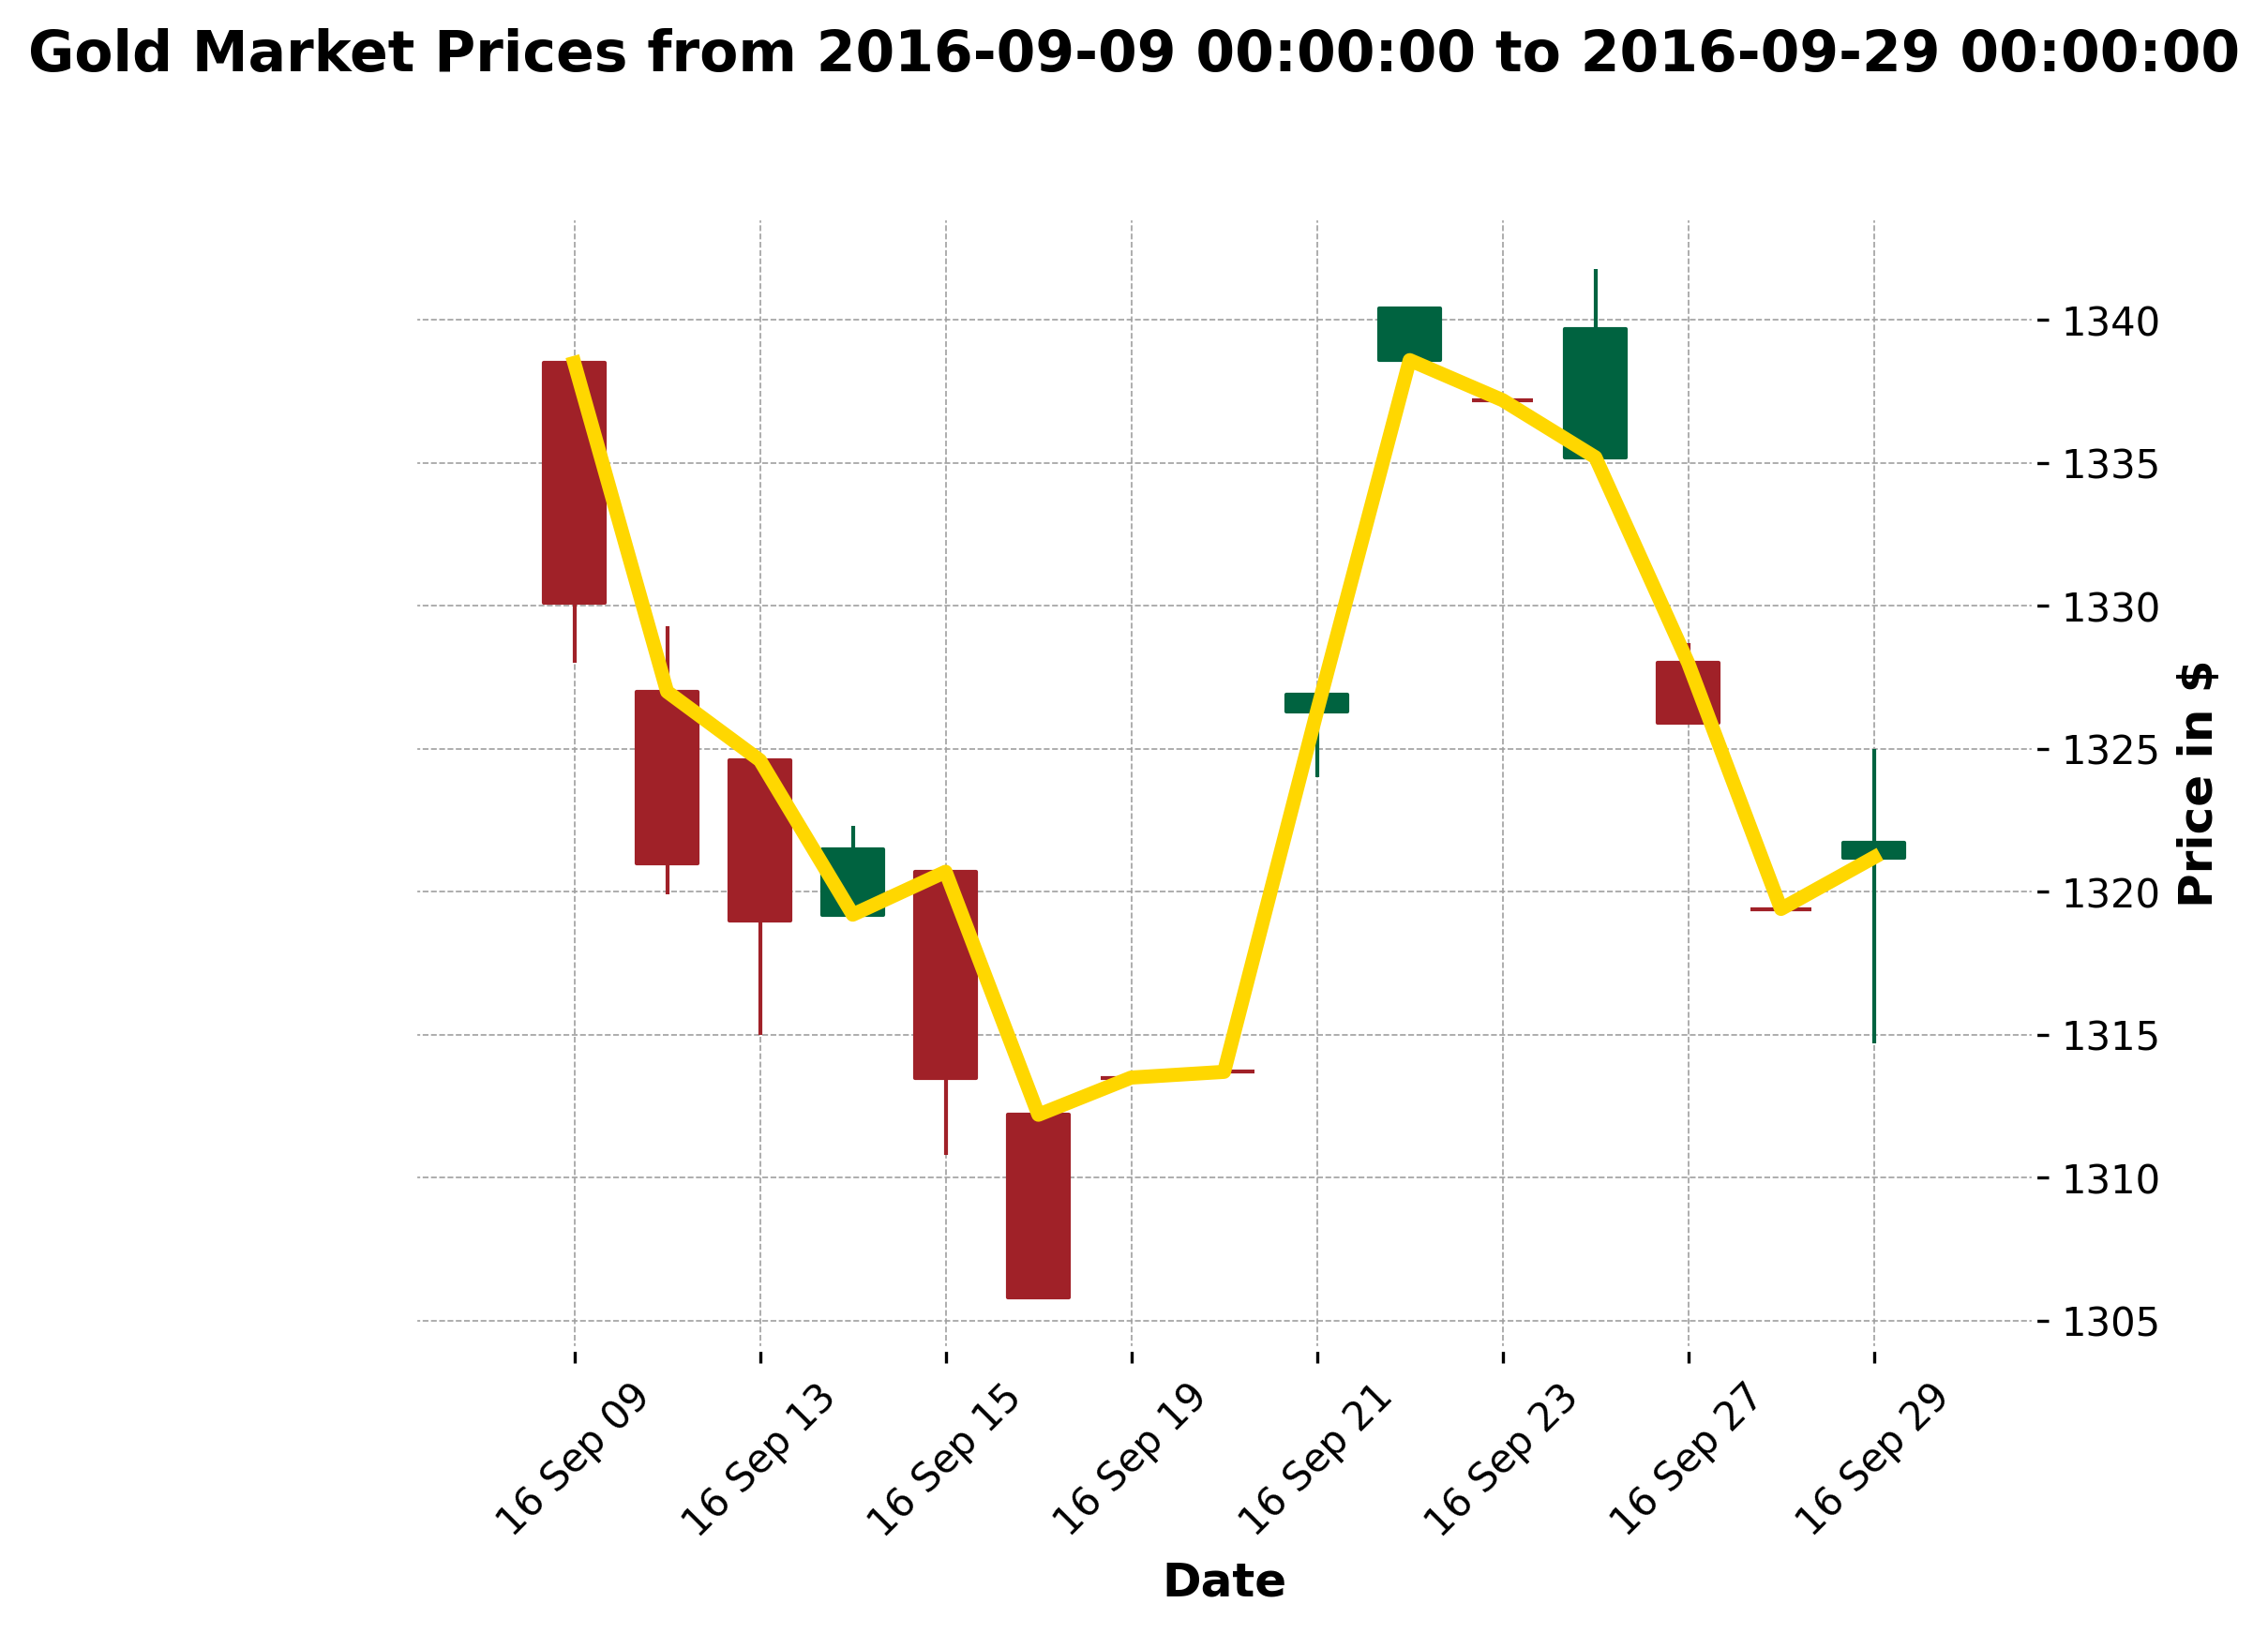 Gold Market Prices from 2016-09-09 00:00:00 to 2016-09-29 00:00:00
1340
1335
1330
1325
1320
1315
1310
1305
Price in $
16 Sep 09
16 Sep 13
16 Sep 15
16 Sep 19
16 Sep 21
16 Sep 23
16 Sep 27
16 Sep 29
Date